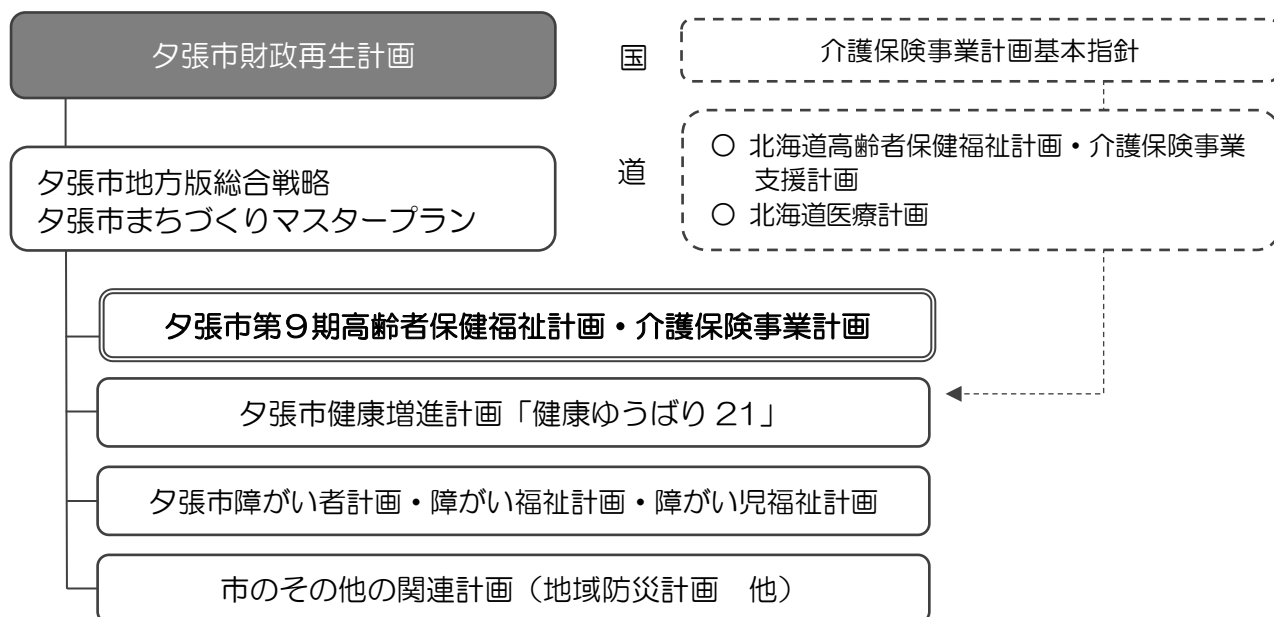 夕張市財政再生計画
国
介護保険事業計画基本指針
道
○ 北海道高齢者保健福祉計画・介護保険事業
支援計画
○ 北海道医療計画
夕張市地方版総合戦略
夕張市まちづくりマスタープラン
夕張市第9期高齢者保健福祉計画・介護保険事業計画
夕張市健康増進計画「健康ゆうばり 21」
夕張市障がい者計画・障がい福祉計画・障がい児福祉計画
市のその他の関連計画（地域防災計画　他）